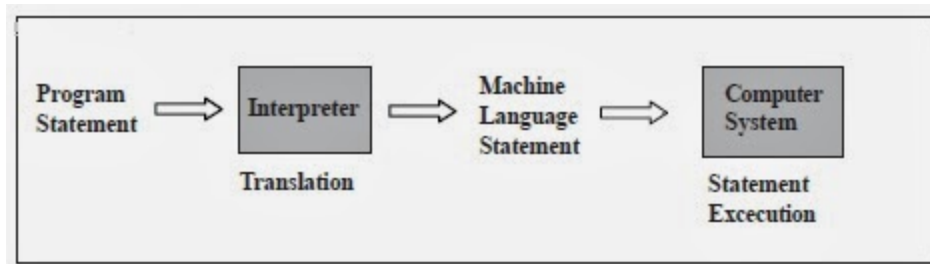 Program
Statement
Interpreter
Translation
Machine
Language
Statement
Computer
System
Statement
Excecution